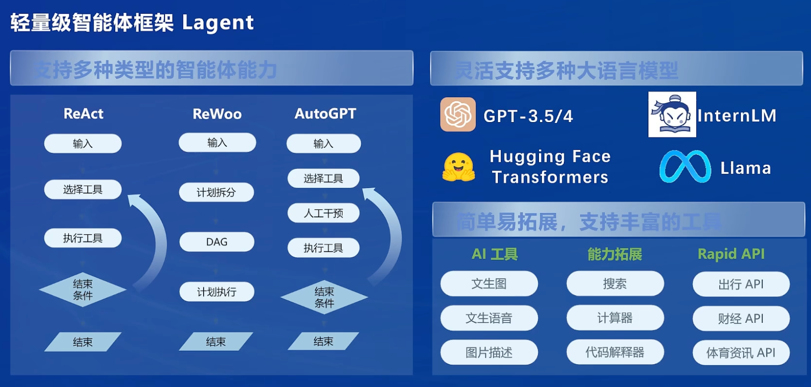 轻量级智能体框架 Lagent
支持多种类型的智能体能力
ReAct
输入
选择工具
执行工具
结束
条件
结束
ReWoo
输入
计划拆分
DAG
计划执行
结束
AutoGPT
输入
选择工具
人工干预
执行工具
结束
条件
结束
灵活支持多种大语言模型
GPT-3.5/4
InternLM
Hugging Face
Transformers
Llama
简单易拓展，支持丰富的工具
AI 工具
文生图
文生语音
图片描述
能力拓展
搜索
计算器
代码解释器
Rapid API
出行 API
财经 API
体育资讯 API